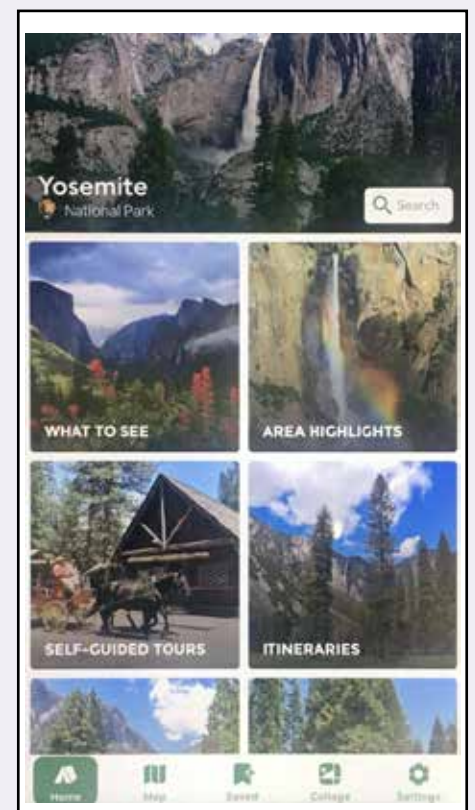 Yosemite
National Park
Search
WHAT TO SEE
AREA HIGHLIGHTS
SELF-GUIDED TOURS
ITINERARIES
Home
Map
Saved
Collage
Settings